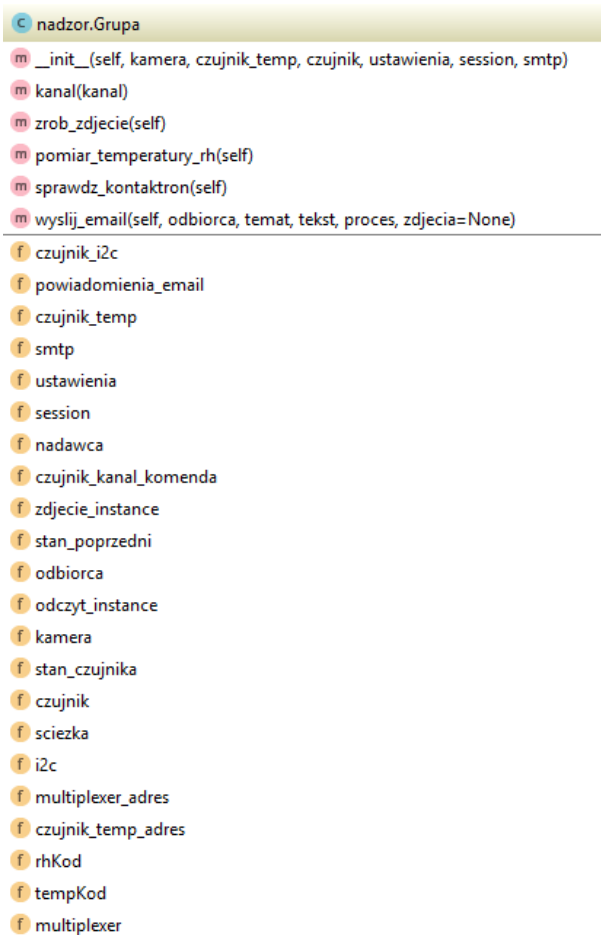 C nadzor.Grupa
m __init__(self, kamera, czujnik_temp, czujnik, ustawienia, session, smtp)
m kanal(kanal)
m zrob_zdjecie(self)
m pomiar_temperatury_rh(self)
m sprawdz_kontaktron(self)
m wyslij_email(self, odbiorca, temat, tekst, proces, zdjecia=None)
f czujnik_i2c
f powiadomienia_email
f czujnik_temp
f smtp
f ustawienia
f session
f nadawca
f czujnik_kanal_komenda
f zdjecie_instance
f stan_poprzedni
f odbiorca
f odczyt_instance
f kamera
f stan_czujnika
f czujnik
f sciezka
f i2c
f multiplexer_adres
f czujnik_temp_adres
f rhKod
f tempKod
f multiplexer